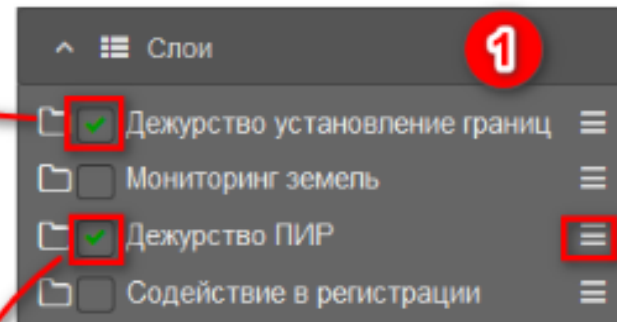 Слои
1
Дежурство установление границ
Мониторинг земель
Дежурство ПИР
Содействие в регистрации